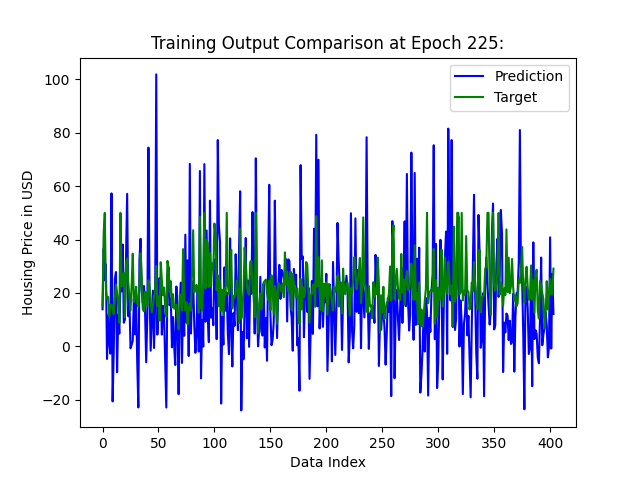 Training Output Comparison at Epoch 225:
Prediction
Target
Housing Price in USD
100
80
60
40
20
0
−20
0 50 100 150 200 250 300 350 400
Data Index